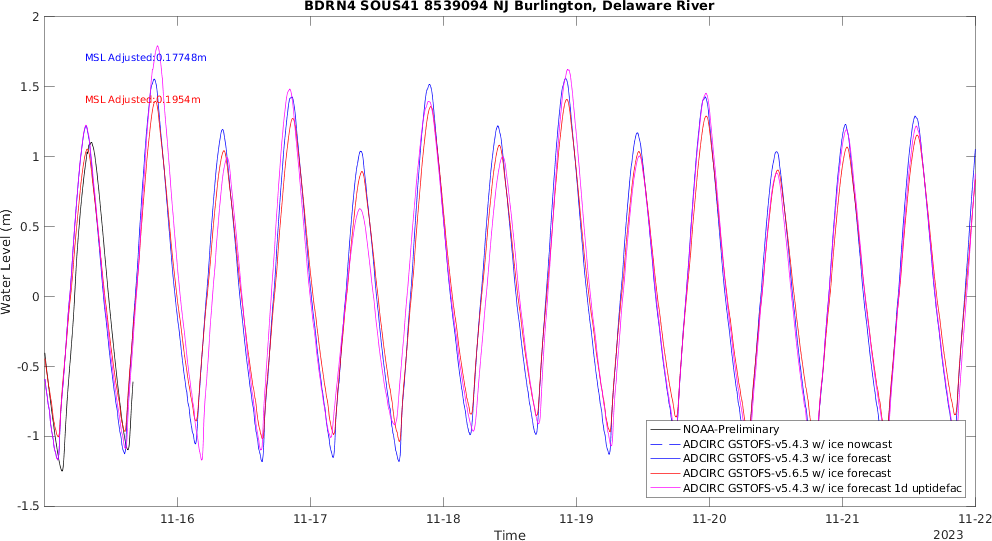 BDRN4 SOUS41 8539094 NJ Burlington, Delaware River
2
MSL Adjusted:0.17748m
1.5
MSL Adjusted:0.1954m
1
0.5
Water Level (m)
0
-0.5
-1
NOAA-Preliminary
ADCIRC GSTOFS-v5.4.3 w/ ice nowcast
ADCIRC GSTOFS-v5.4.3 w/ ice forecast
ADCIRC GSTOFS-v5.6.5 w/ ice forecast
ADCIRC GSTOFS-v5.4.3 w/ ice forecast 1d uptidefac
-1.5
11-16 11-17 11-18 11-19 11-20 11-21 11-22
Time
2023